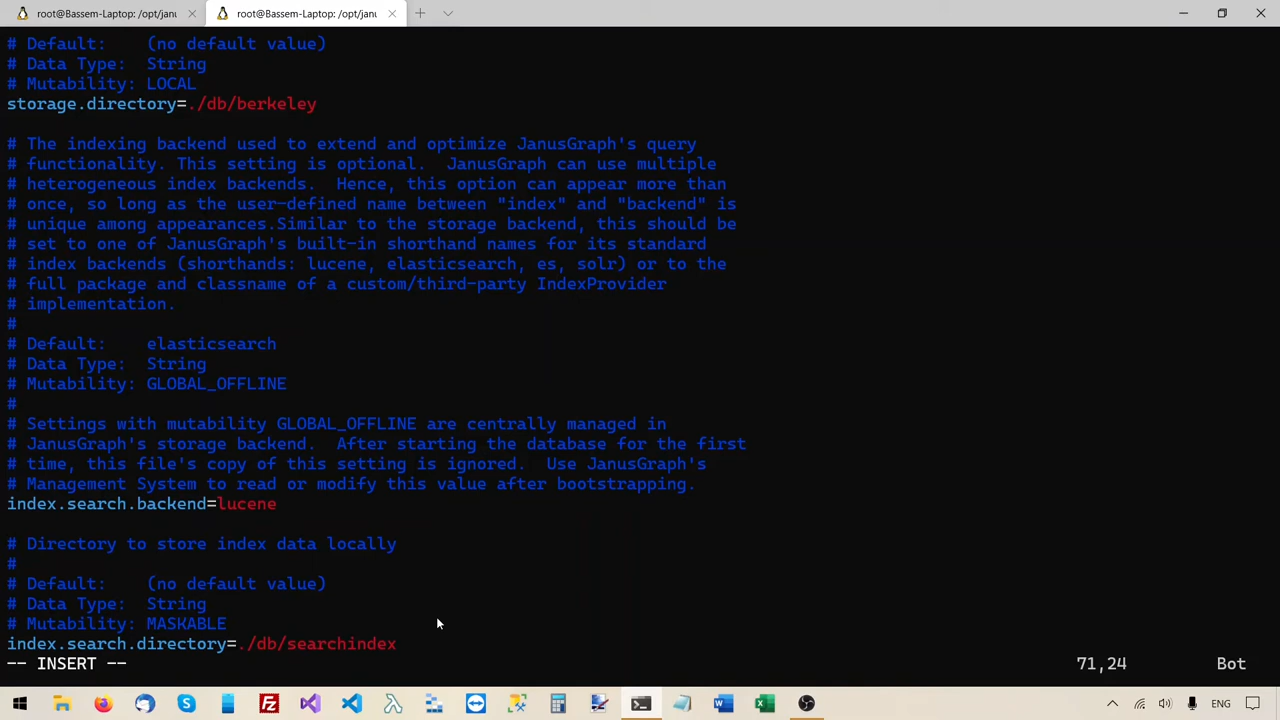 root@Bassem-Laptop: /opt/janu
root@Bassem-Laptop: /opt/janu
# Default:    (no default value)
# Data Type:  String
# Mutability: LOCAL
storage.directory=./db/berkeley
# The indexing backend used to extend and optimize JanusGraph's query
# functionality. This setting is optional.  JanusGraph can use multiple
# heterogeneous index backends.  Hence, this option can appear more than
# once, so long as the user-defined name between "index" and "backend" is
# unique among appearances.Similar to the storage backend, this should be
# set to one of JanusGraph's built-in shorthand names for its standard
# index backends (shorthands: lucene, elasticsearch, es, solr) or to the
# full package and classname of a custom/third-party IndexProvider
# implementation.
#
# Default:    elasticsearch
# Data Type:  String
# Mutability: GLOBAL_OFFLINE
#
# Settings with mutability GLOBAL_OFFLINE are centrally managed in
# JanusGraph's storage backend.  After starting the database for the first
# time, this file's copy of this setting is ignored.  Use JanusGraph's
# Management System to read or modify this value after bootstrapping.
index.search.backend=lucene
# Directory to store index data locally
#
# Default:    (no default value)
# Data Type:  String
# Mutability: MASKABLE
index.search.directory=./db/searchindex
-- INSERT -- 71,24 Bot
ENG